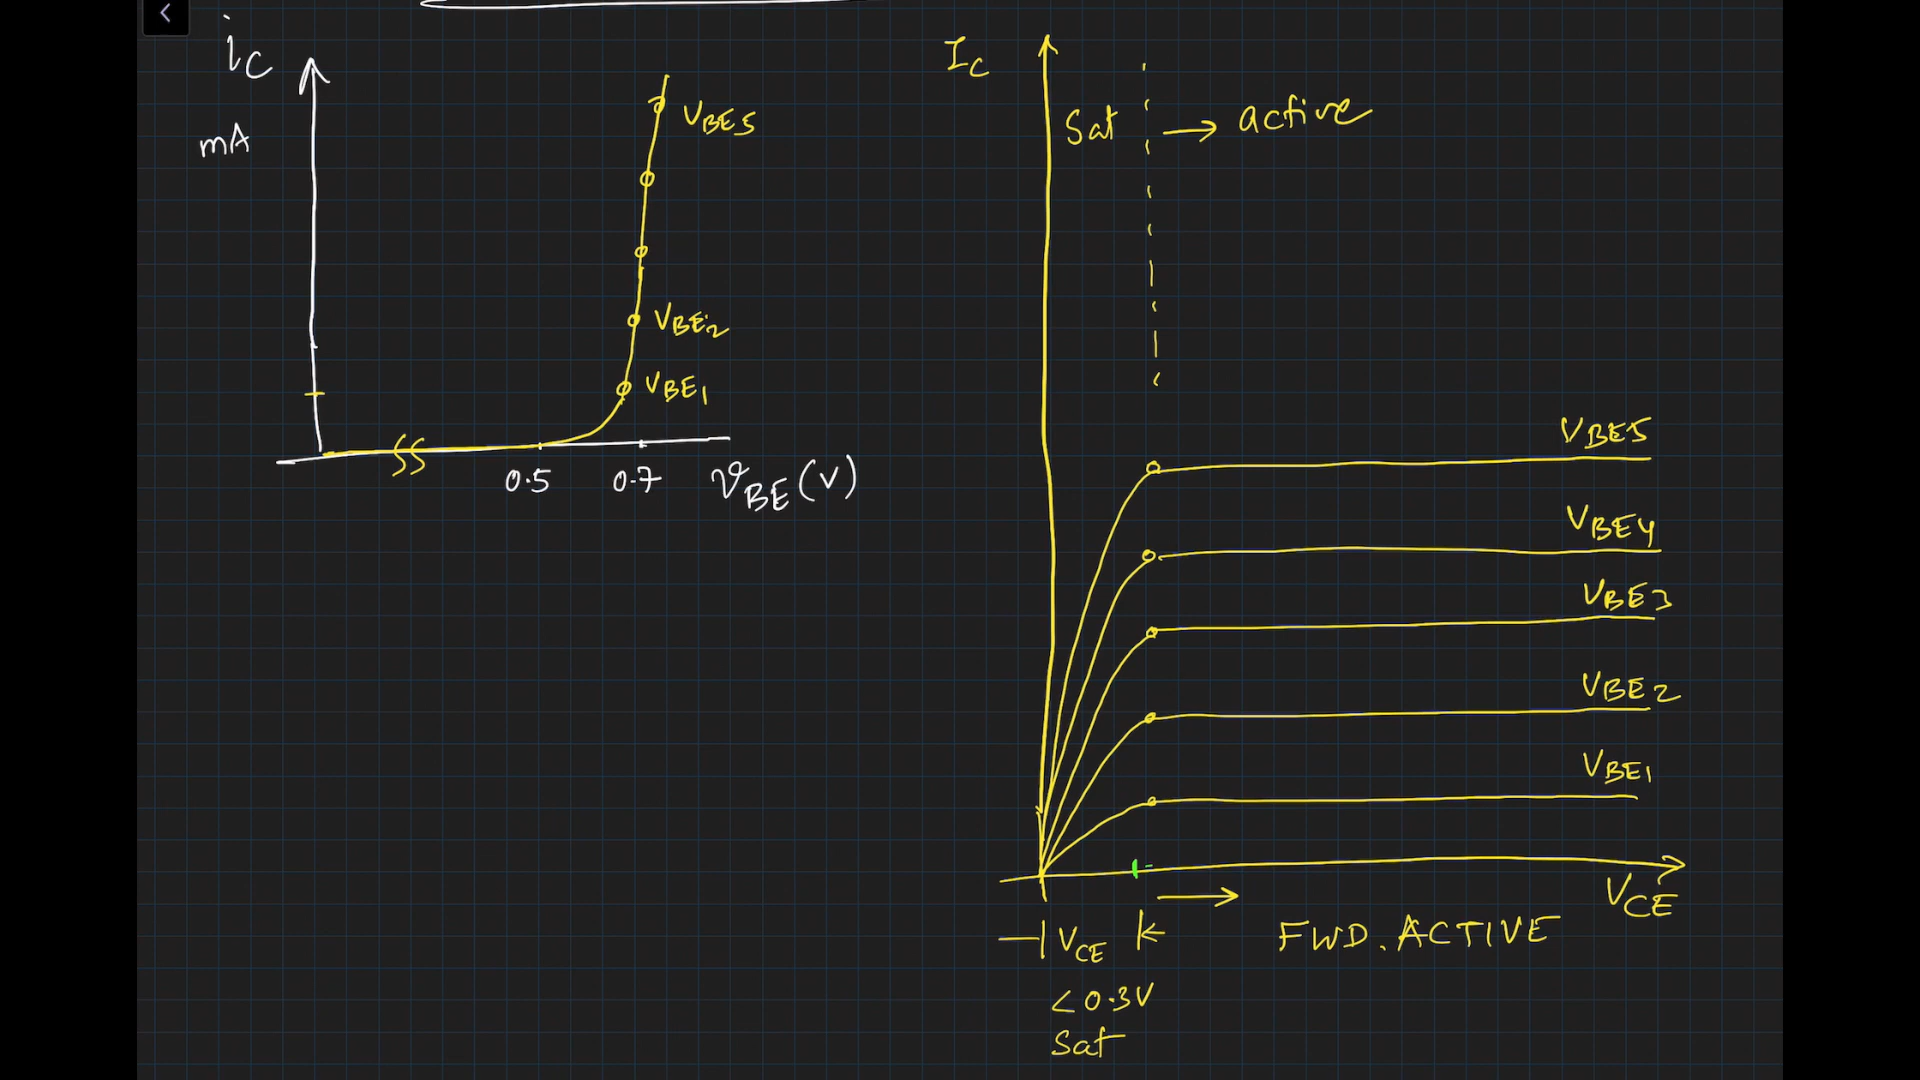 iC
mA
VBE5
VBE2
VBE1
0.5 0.7 vBE(V)
IC
Sat → active
VBE5
VBE4
VBE3
VBE2
VBE1
VCE
VCE
<0.3V
Sat
FWD. ACTIVE